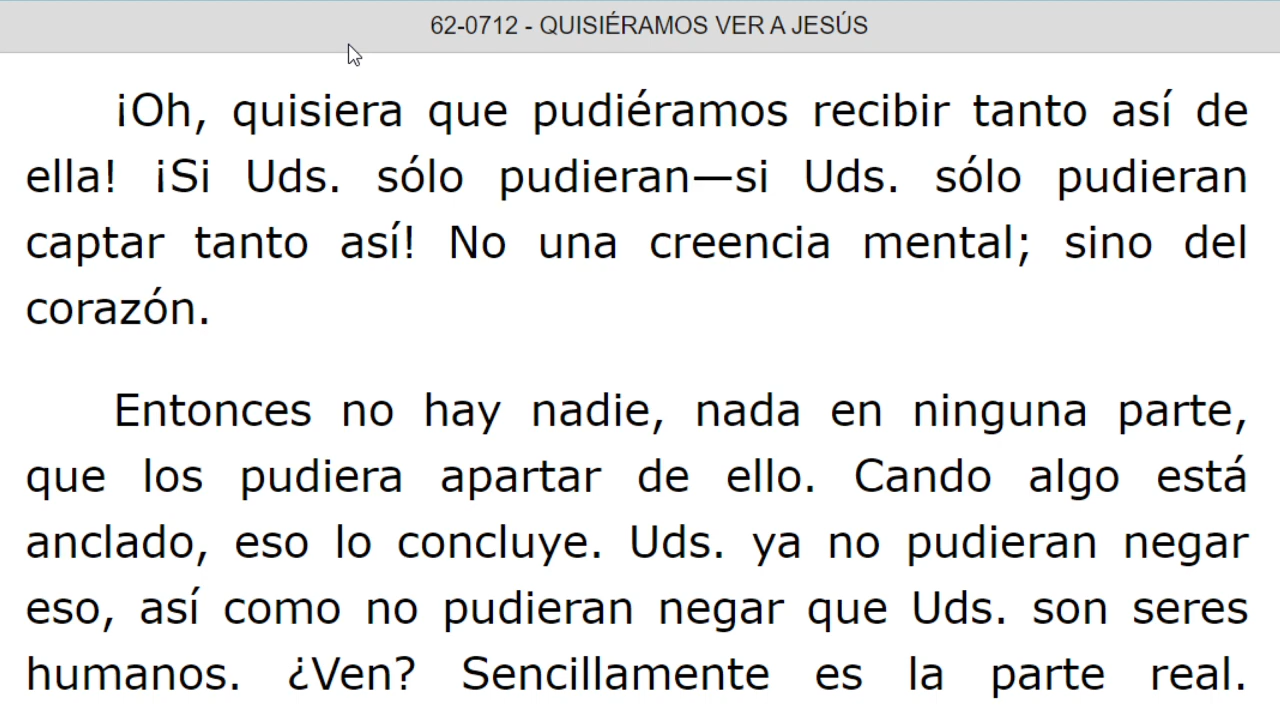 62-0712 - QUISIÉRAMOS VER A JESÚS
¡Oh, quisiera que pudiéramos recibir tanto así de
ella! ¡Si Uds. sólo pudieran—si Uds. sólo pudieran
captar tanto así! No una creencia mental; sino del
corazón.
Entonces no hay nadie, nada en ninguna parte,
que los pudiera apartar de ello. Cando algo está
anclado, eso lo concluye. Uds. ya no pudieran negar
eso, así como no pudieran negar que Uds. son seres
humanos. ¿Ven? Sencillamente es la parte real.